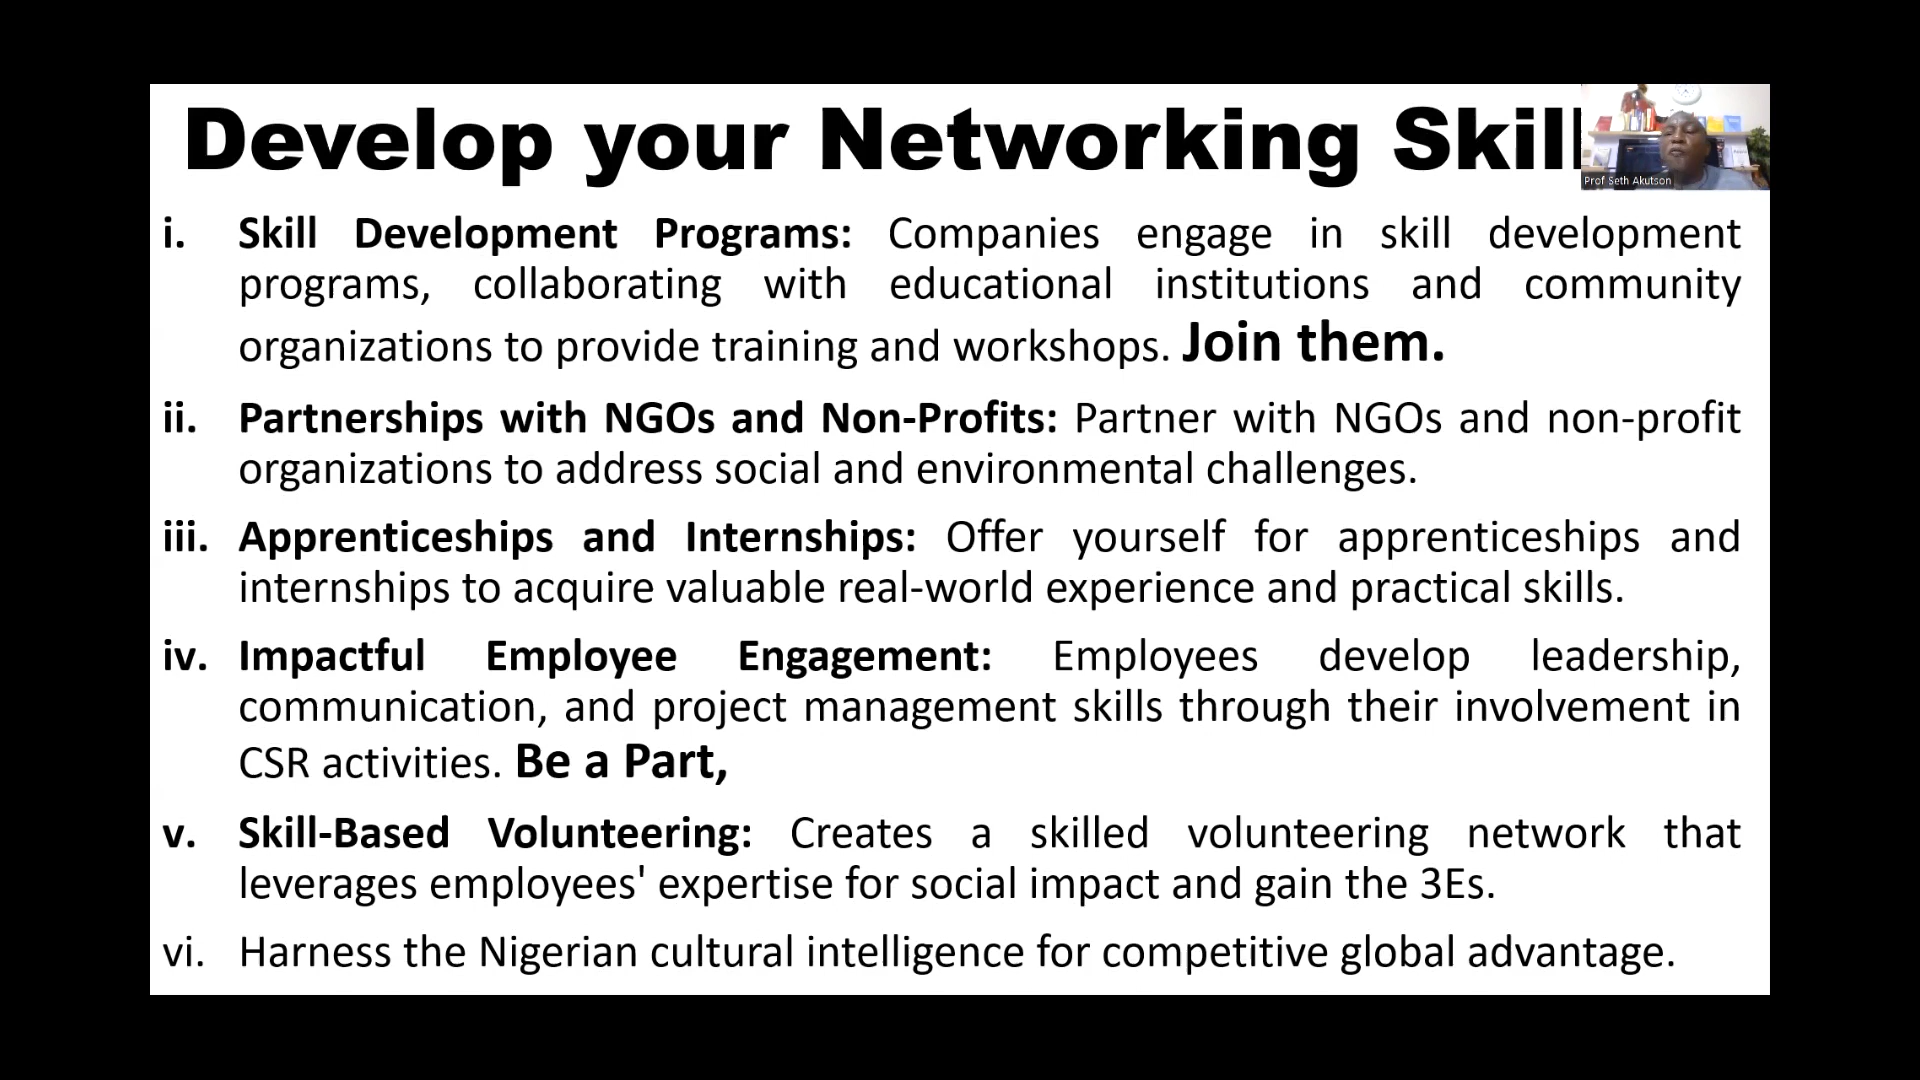 Develop your Networking Skill
Prof Seth Akutson
i. Skill Development Programs: Companies engage in skill development
programs, collaborating with educational institutions and community
organizations to provide training and workshops. Join them.
ii. Partnerships with NGOs and Non-Profits: Partner with NGOs and non-profit
organizations to address social and environmental challenges.
iii. Apprenticeships and Internships: Offer yourself for apprenticeships and
internships to acquire valuable real-world experience and practical skills.
iv. Impactful Employee Engagement: Employees develop leadership,
communication, and project management skills through their involvement in
CSR activities. Be a Part,
v. Skill-Based Volunteering: Creates a skilled volunteering network that
leverages employees' expertise for social impact and gain the 3Es.
vi. Harness the Nigerian cultural intelligence for competitive global advantage.